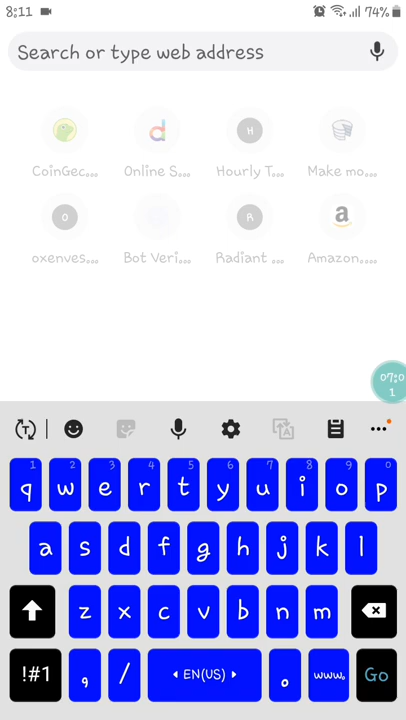 8:11 74%
Search or type web address
CoinGec... Online S... Hourly T... Make mo...
O H R a
oxenves... Bot Veri... Radiant ... Amazon....
07:0
1
T
1 2 3 4 5 6 7 8 9 0
q w e r t y u i o p
a s d f g h j k l
z x c v b n m
!#1 , / ◂ EN(US) ▸ . www. Go